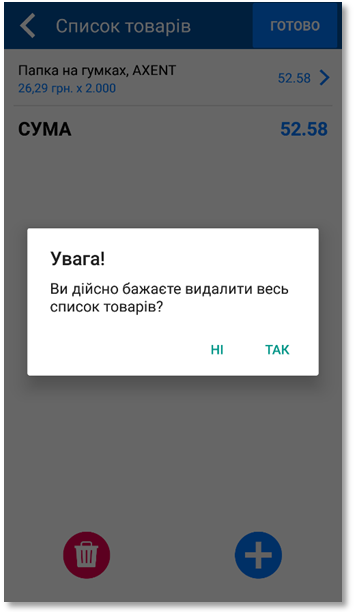 Список товарів ГОТОВО
Папка на гумках, AXENT
26,29 грн. x 2.000 52.58
СУМА 52.58
Увага!
Ви дійсно бажаєте видалити весь
список товарів?
НІ ТАК